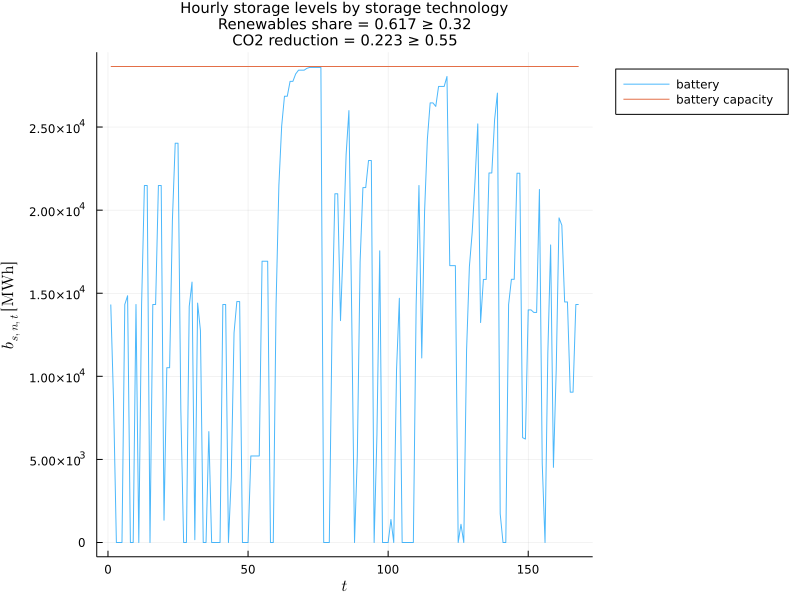 Hourly storage levels by storage technology
Renewables share = 0.617 ≥ 0.32
CO2 reduction = 0.223 ≥ 0.55
battery
battery capacity
2.50×10⁴
2.00×10⁴
1.50×10⁴
1.00×10⁴
5.00×10³
0
b_{s,n,t}[MWh]
0 50 100 150
t